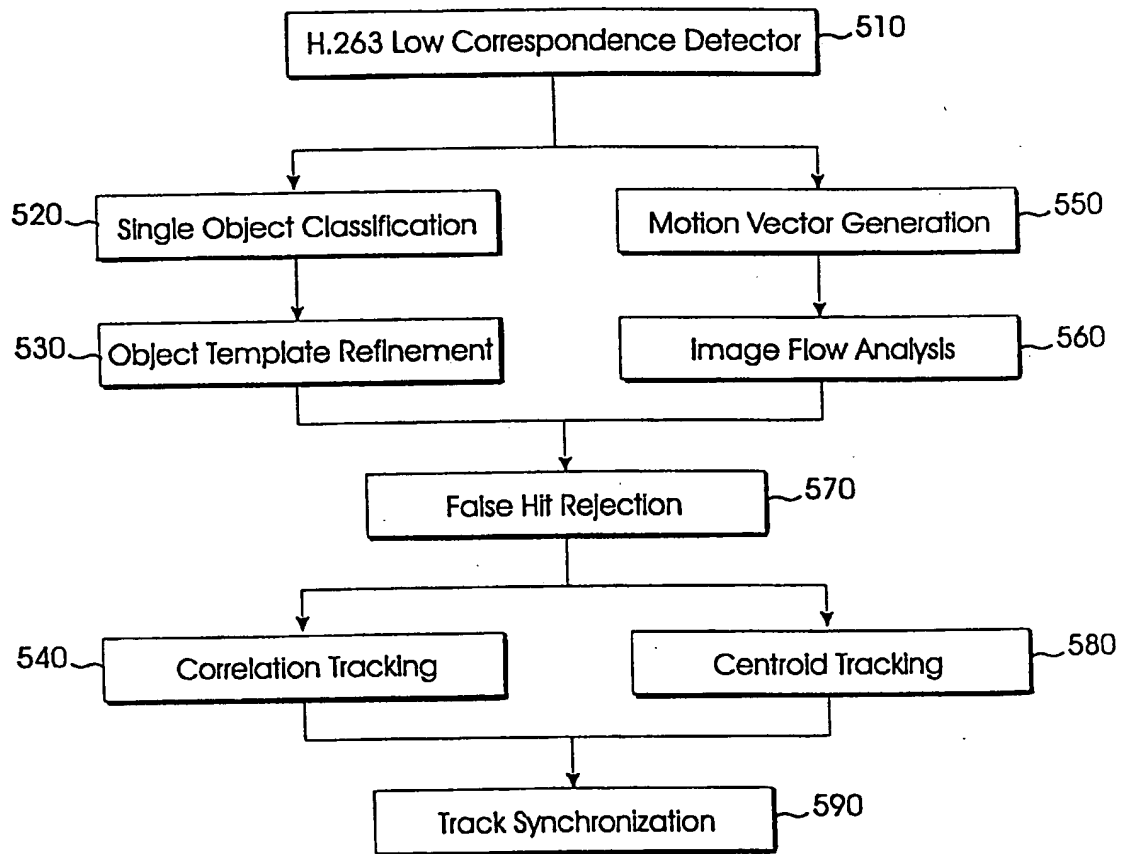 H.263 Low Correspondence Detector 510
520 Single Object Classification
Motion Vector Generation 550
530 Object Template Refinement
Image Flow Analysis 560
False Hit Rejection 570
540 Correlation Tracking
Centroid Tracking 580
Track Synchronization 590